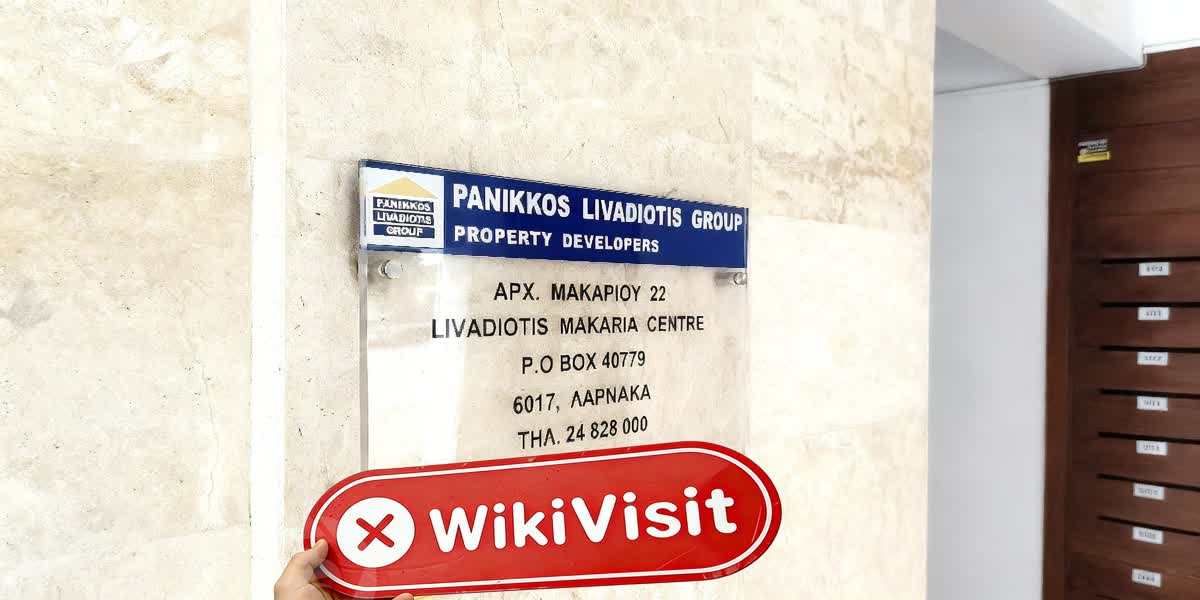 PANIKKOS LIVADIOTIS GROUP
PROPERTY DEVELOPERS
PANIKKOS
LIVADIOTIS
GROUP
ΑΡΧ. ΜΑΚΑΡΙΟΥ 22
LIVADIOTIS MAKARIA CENTRE
P.O BOX 40779
6017, ΛΑΡΝΑΚΑ
ΤΗΛ. 24 828 000
WikiVisit